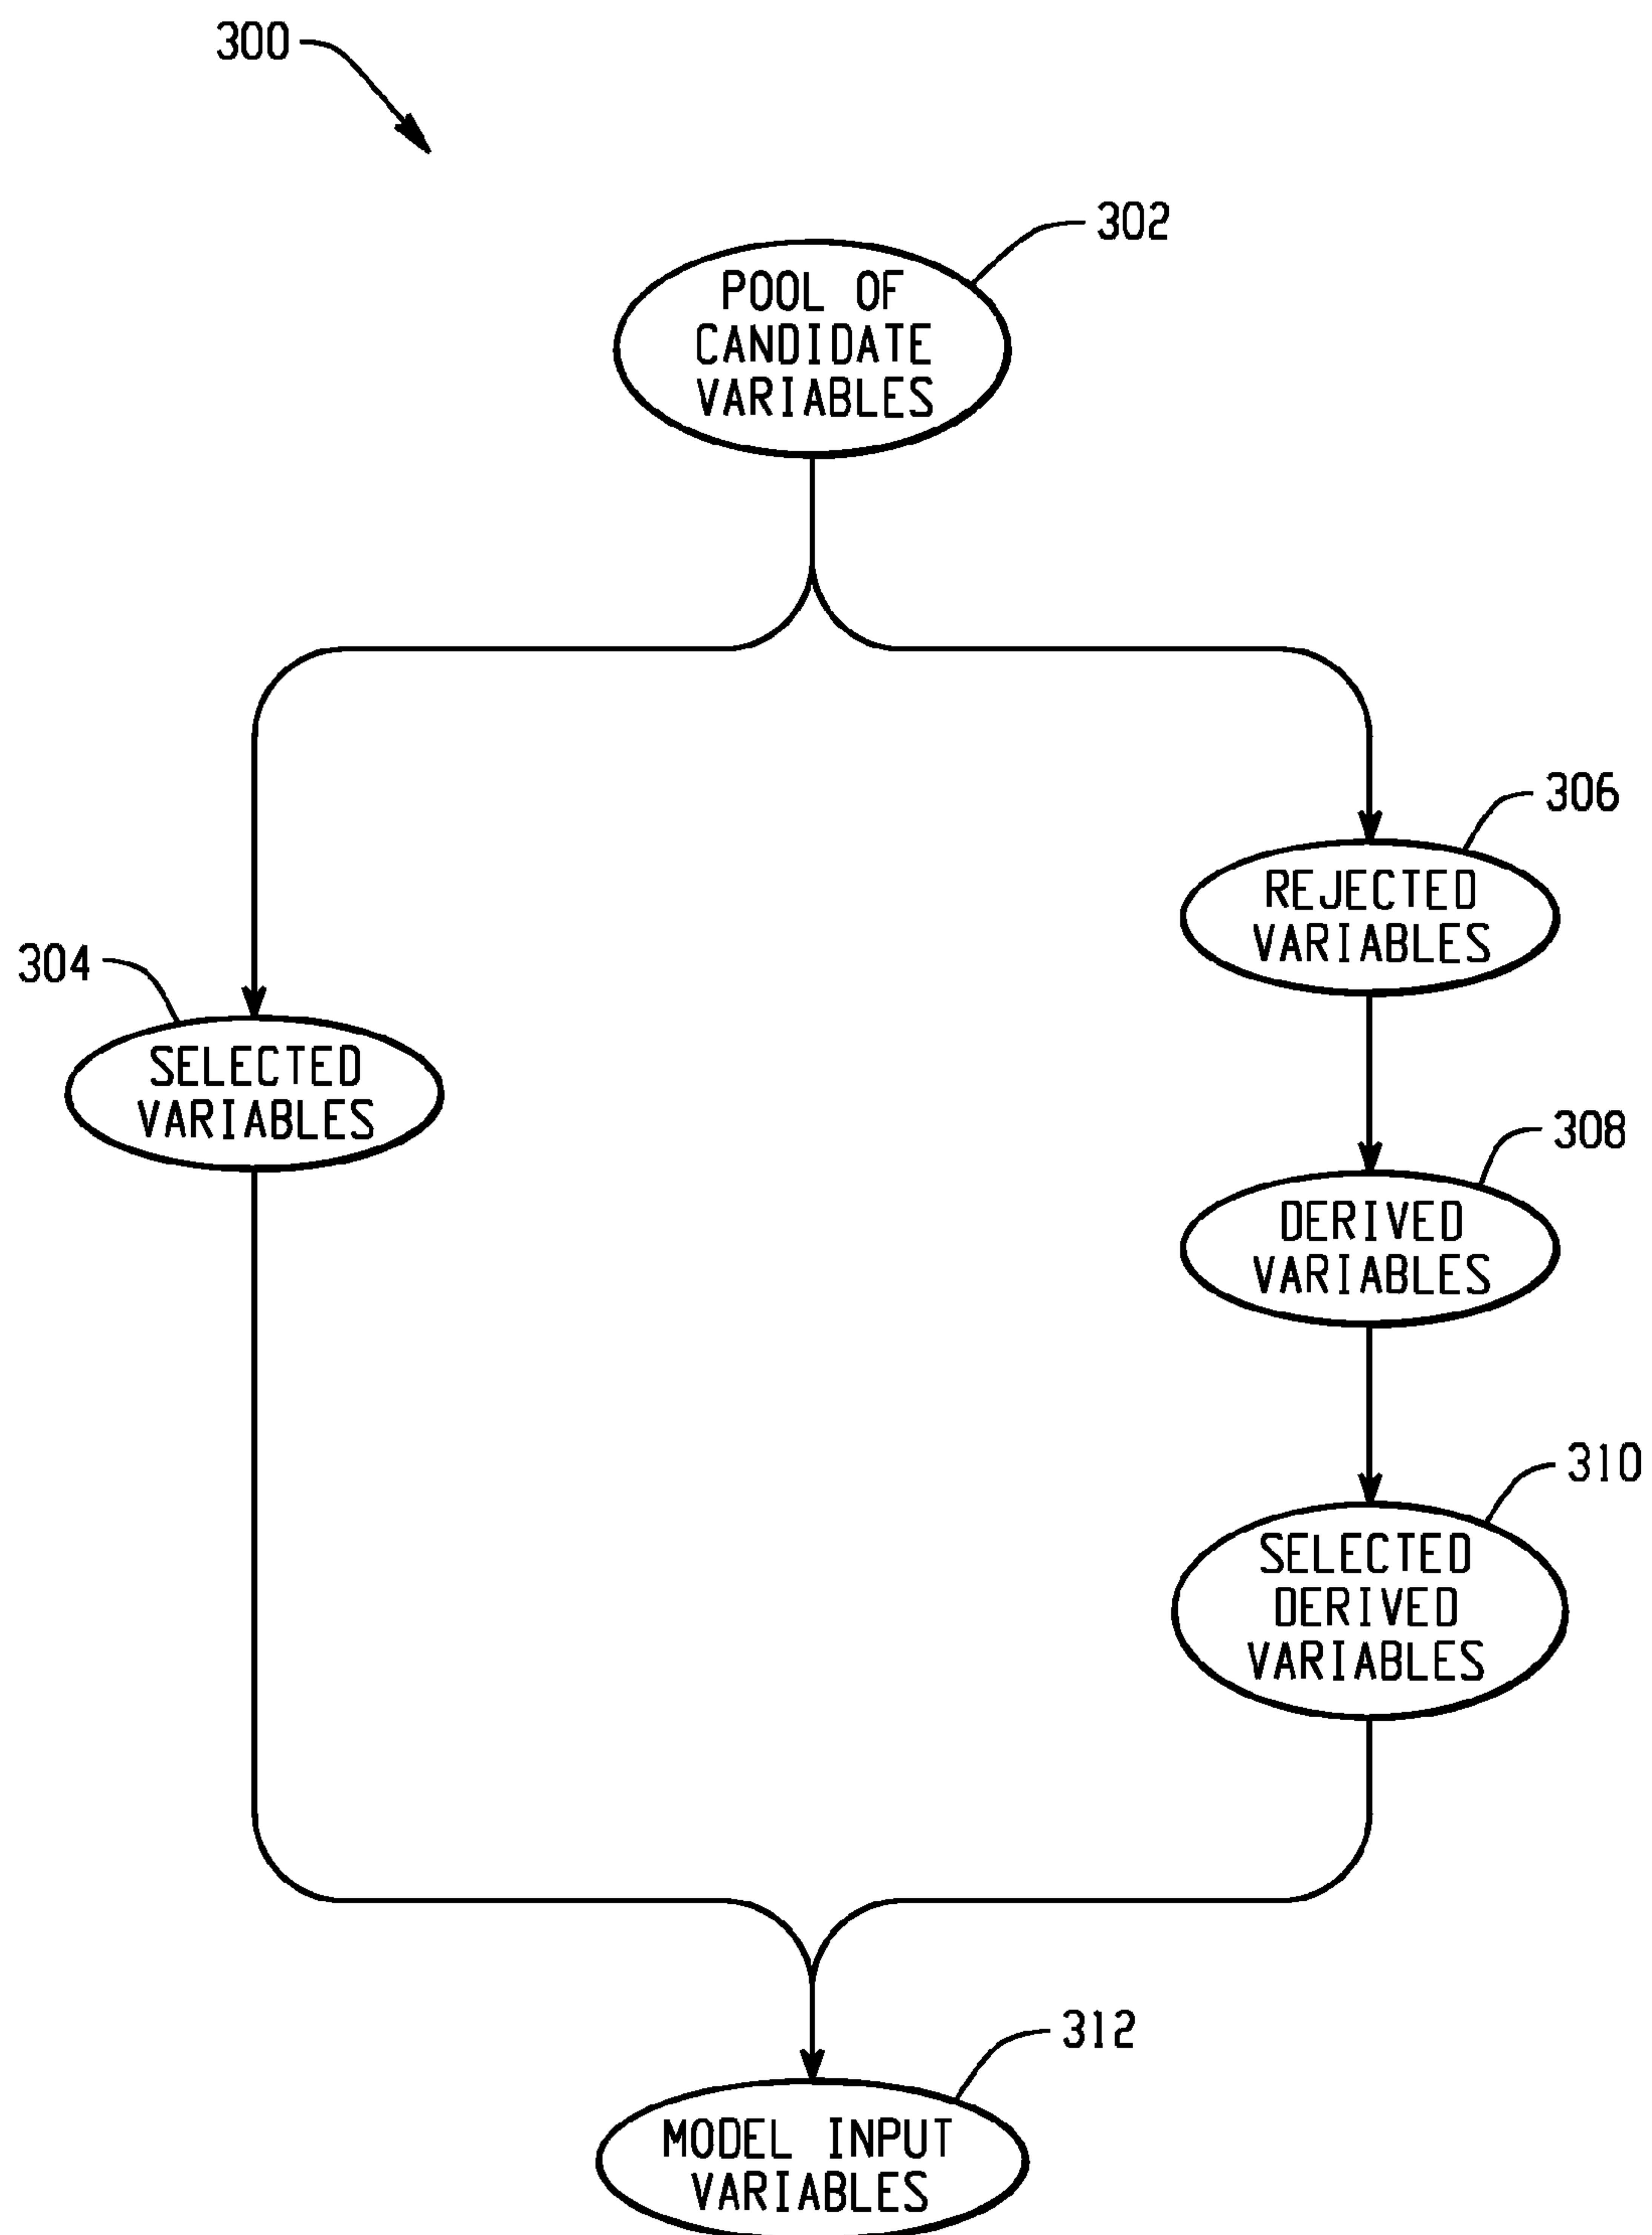 300
302
POOL OF
CANDIDATE
VARIABLES
306
REJECTED
VARIABLES
304
SELECTED
VARIABLES
308
DERIVED
VARIABLES
310
SELECTED
DERIVED
VARIABLES
312
MODEL INPUT
VARIABLES